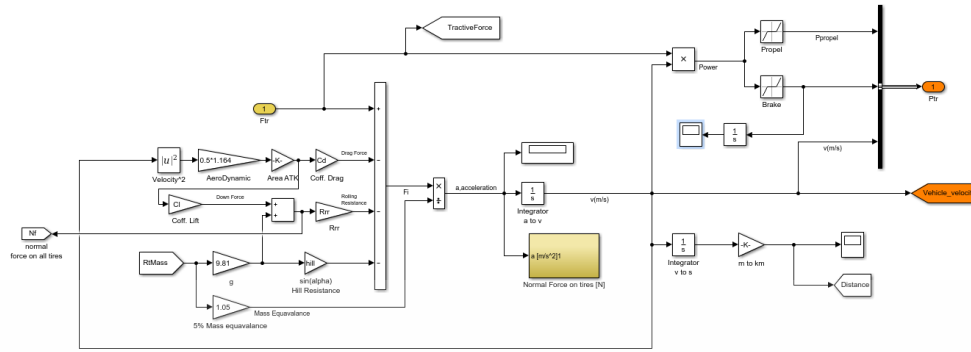 TractiveForce
1
Ftr
×
Power
Propel
Ppropel
Brake
1
s
1
Ptr
v(m/s)
|u|²
Velocity^2
0.5*1.164
AeroDynamic
-K-
Area ATK
Cd
Coff. Drag
Drag Force
+
−
−
−
Fi
×
÷
a,acceleration
1
s
Integrator
a to v
v(m/s)
Cl
Coff. Lift
Down Force
+
+
Rolling
Resistance
Rrr
Rrr
Nf
normal
force on all tires
RtMass
9.81
g
hill
sin(alpha)
Hill Resistance
1.05
Mass Equavalance
5% Mass equavalance
a [m/s^2]1
Normal Force on tires [N]
1
s
Integrator
v to s
-K-
m to km
Distance
Vehicle_veloci